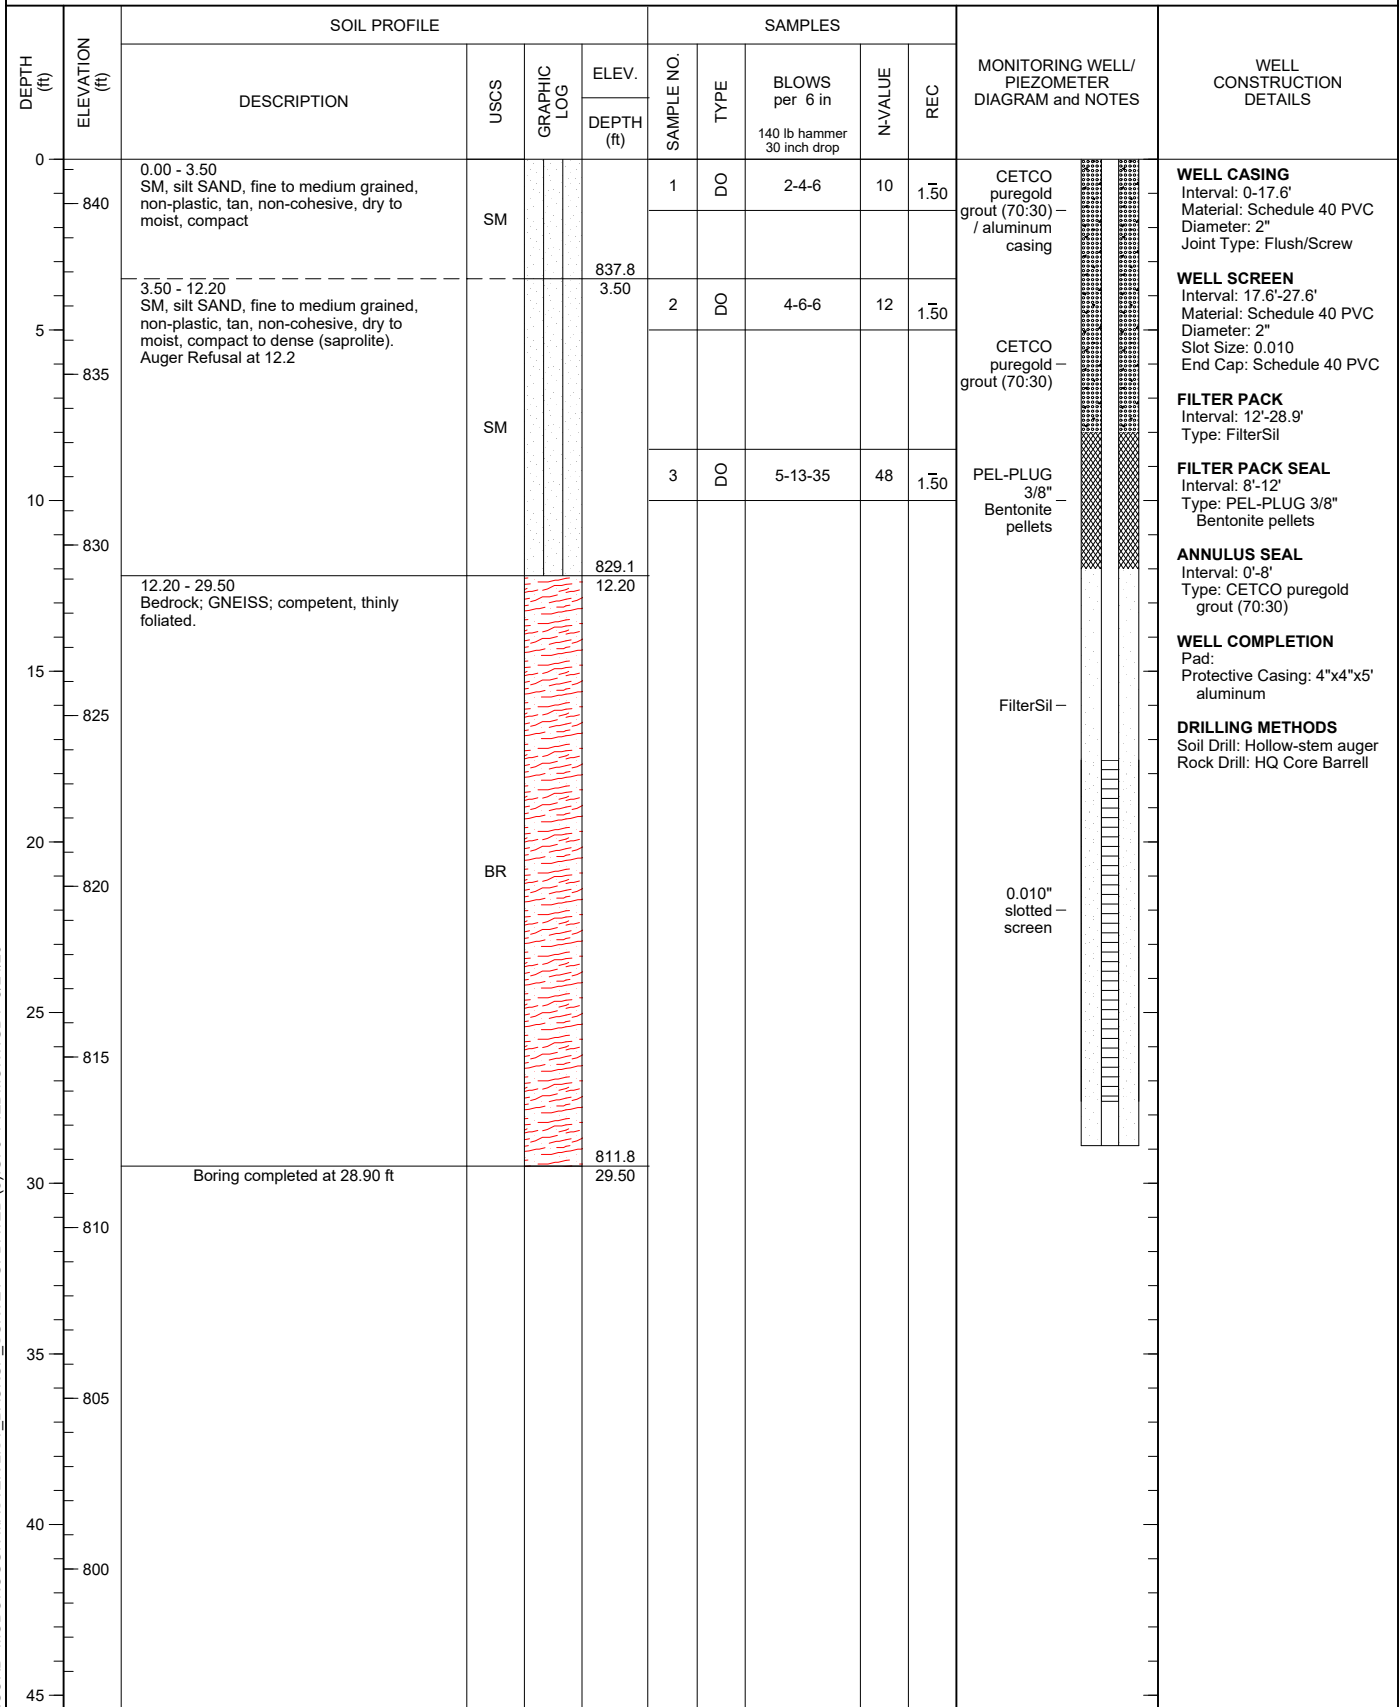 SOIL PROFILE
SAMPLES
DEPTH
(ft)
ELEVATION
(ft)
DESCRIPTION
USCS
GRAPHIC
LOG
ELEV.
DEPTH
(ft)
SAMPLE NO.
TYPE
BLOWS
per 6 in
140 lb hammer
30 inch drop
N-VALUE
REC
MONITORING WELL/
PIEZOMETER
DIAGRAM and NOTES
WELL
CONSTRUCTION
DETAILS
0
5
10
15
20
25
30
35
40
45
840
835
830
825
820
815
810
805
800
0.00 - 3.50
SM, silt SAND, fine to medium grained,
non-plastic, tan, non-cohesive, dry to
moist, compact
SM
837.8
3.50
3.50 - 12.20
SM, silt SAND, fine to medium grained,
non-plastic, tan, non-cohesive, dry to
moist, compact to dense (saprolite).
Auger Refusal at 12.2
SM
829.1
12.20
12.20 - 29.50
Bedrock; GNEISS; competent, thinly
foliated.
BR
811.8
29.50
Boring completed at 28.90 ft
1 DO 2-4-6 10 - 1.50
2 DO 4-6-6 12 - 1.50
3 DO 5-13-35 48 - 1.50
CETCO
puregold
grout (70:30)
/ aluminum
casing
CETCO
puregold
grout (70:30)
PEL-PLUG
3/8"
Bentonite
pellets
FilterSil
0.010"
slotted
screen
WELL CASING
Interval: 0-17.6'
Material: Schedule 40 PVC
Diameter: 2"
Joint Type: Flush/Screw
WELL SCREEN
Interval: 17.6'-27.6'
Material: Schedule 40 PVC
Diameter: 2"
Slot Size: 0.010
End Cap: Schedule 40 PVC
FILTER PACK
Interval: 12'-28.9'
Type: FilterSil
FILTER PACK SEAL
Interval: 8'-12'
Type: PEL-PLUG 3/8"
Bentonite pellets
ANNULUS SEAL
Interval: 0'-8'
Type: CETCO puregold
grout (70:30)
WELL COMPLETION
Pad:
Protective Casing: 4"x4"x5'
aluminum
DRILLING METHODS
Soil Drill: Hollow-stem auger
Rock Drill: HQ Core Barrell